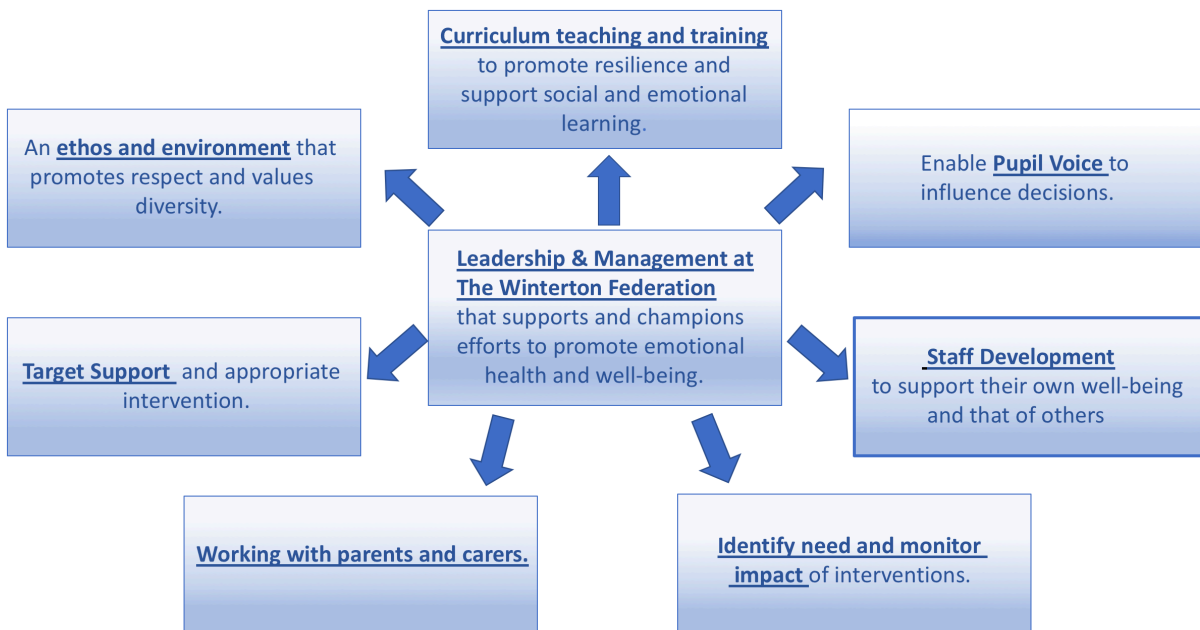 Curriculum teaching and training
to promote resilience and
support social and emotional
learning.
An ethos and environment that
promotes respect and values
diversity.
Enable Pupil Voice to
influence decisions.
Leadership & Management at
The Winterton Federation
that supports and champions
efforts to promote emotional
health and well-being.
Target Support and appropriate
intervention.
Staff Development
to support their own well-being
and that of others
Working with parents and carers.
Identify need and monitor
impact of interventions.